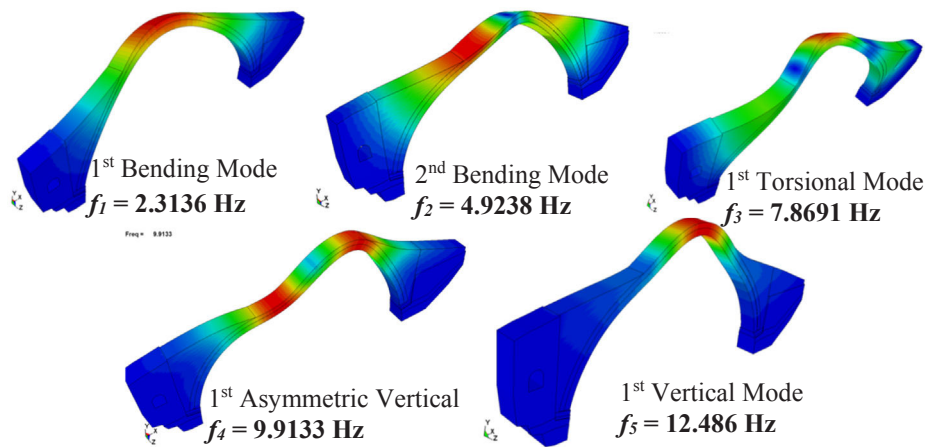 1st Bending Mode
f1 = 2.3136 Hz
2nd Bending Mode
f2 = 4.9238 Hz
1st Torsional Mode
f3 = 7.8691 Hz
Freq = 9.9133
1st Asymmetric Vertical
f4 = 9.9133 Hz
1st Vertical Mode
f5 = 12.486 Hz